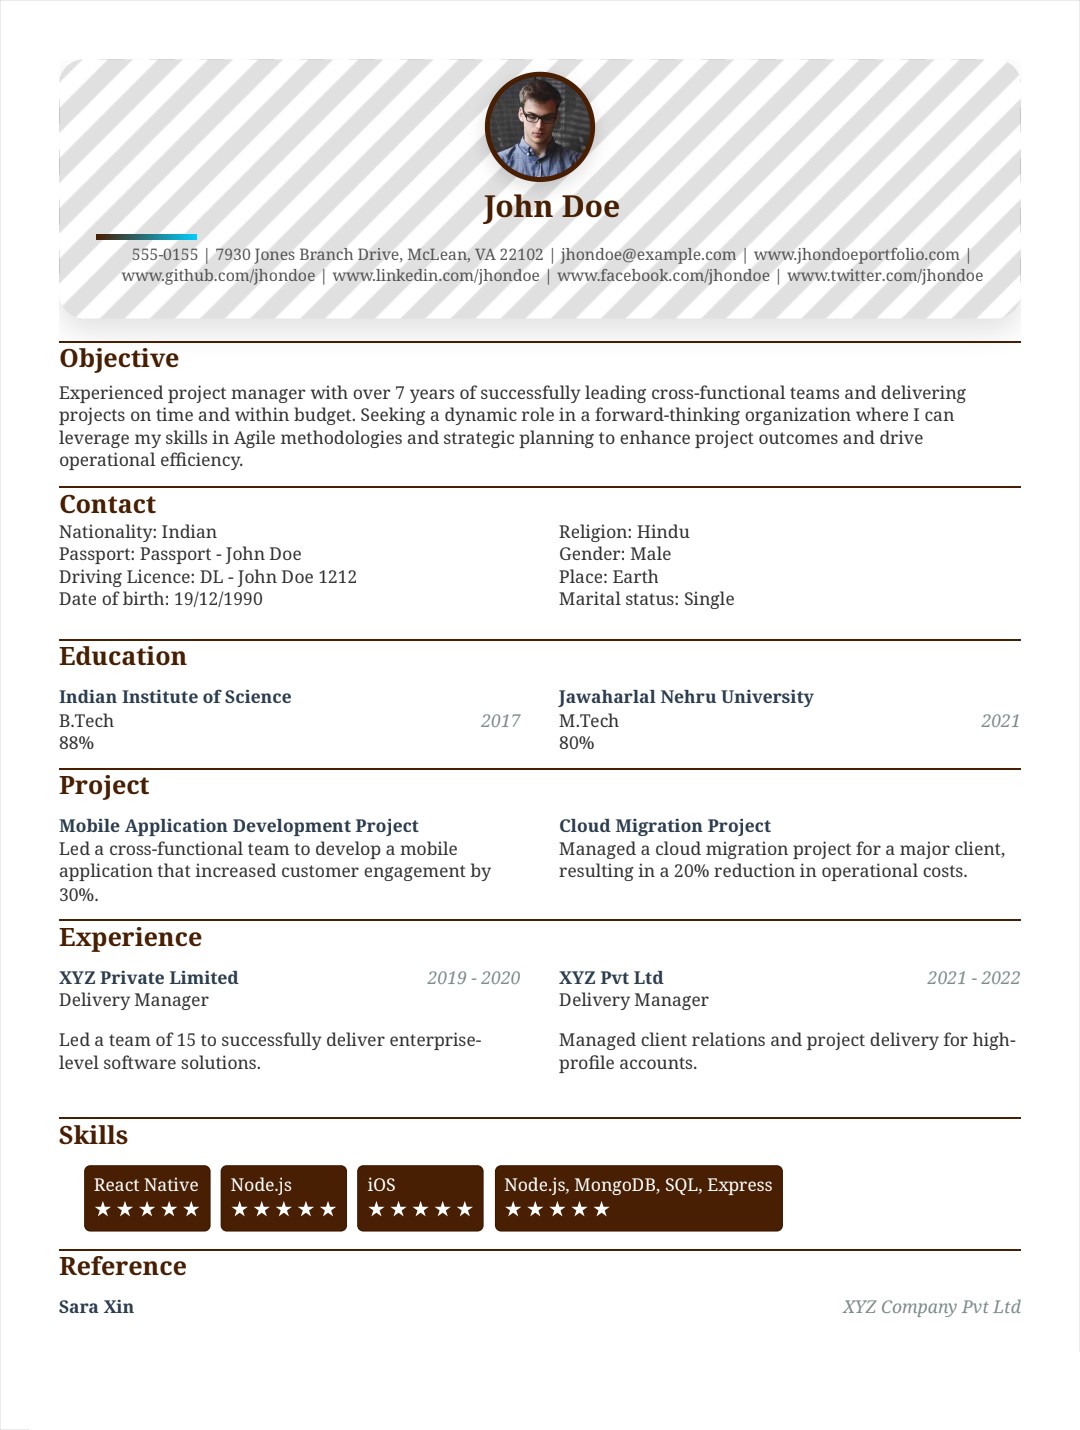 John Doe
555-0155 | 7930 Jones Branch Drive, McLean, VA 22102 | jhondoe@example.com | www.jhondoeportfolio.com |
www.github.com/jhondoe | www.linkedin.com/jhondoe | www.facebook.com/jhondoe | www.twitter.com/jhondoe
Objective
Experienced project manager with over 7 years of successfully leading cross-functional teams and delivering
projects on time and within budget. Seeking a dynamic role in a forward-thinking organization where I can
leverage my skills in Agile methodologies and strategic planning to enhance project outcomes and drive
operational efficiency.
Contact
Nationality: Indian
Passport: Passport - John Doe
Driving Licence: DL - John Doe 1212
Date of birth: 19/12/1990
Religion: Hindu
Gender: Male
Place: Earth
Marital status: Single
Education
Indian Institute of Science
B.Tech 2017
88%
Jawaharlal Nehru University
M.Tech 2021
80%
Project
Mobile Application Development Project
Led a cross-functional team to develop a mobile
application that increased customer engagement by
30%.
Cloud Migration Project
Managed a cloud migration project for a major client,
resulting in a 20% reduction in operational costs.
Experience
XYZ Private Limited 2019 - 2020
Delivery Manager
Led a team of 15 to successfully deliver enterprise-
level software solutions.
XYZ Pvt Ltd 2021 - 2022
Delivery Manager
Managed client relations and project delivery for high-
profile accounts.
Skills
React Native
★★★★★
Node.js
★★★★★
iOS
★★★★★
Node.js, MongoDB, SQL, Express
★★★★★
Reference
Sara Xin XYZ Company Pvt Ltd